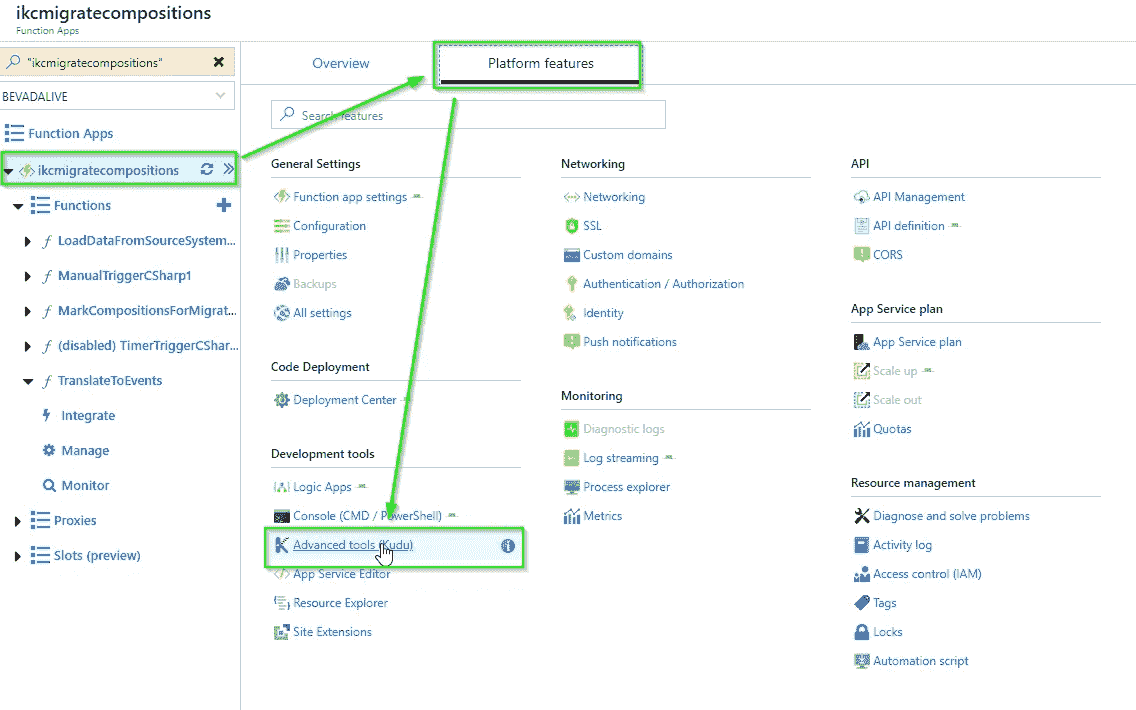 ikcmigratecompositions
Function Apps
"ikcmigratecompositions"
BEVADALIVE
Function Apps
ikcmigratecompositions
Functions
LoadDataFromSourceSystem...
ManualTriggerCSharp1
MarkCompositionsForMigrat...
(disabled) TimerTriggerCShar...
TranslateToEvents
Integrate
Manage
Monitor
Proxies
Slots (preview)
Overview
Platform features
Search features
General Settings
Function app settings
Configuration
Properties
Backups
All settings
Code Deployment
Deployment Center
Development tools
Logic Apps
Console (CMD / PowerShell)
Advanced tools (Kudu)
App Service Editor
Resource Explorer
Site Extensions
Networking
Networking
SSL
Custom domains
Authentication / Authorization
Identity
Push notifications
Monitoring
Diagnostic logs
Log streaming
Process explorer
Metrics
API
API Management
API definition
CORS
App Service plan
App Service plan
Scale up
Scale out
Quotas
Resource management
Diagnose and solve problems
Activity log
Access control (IAM)
Tags
Locks
Automation script